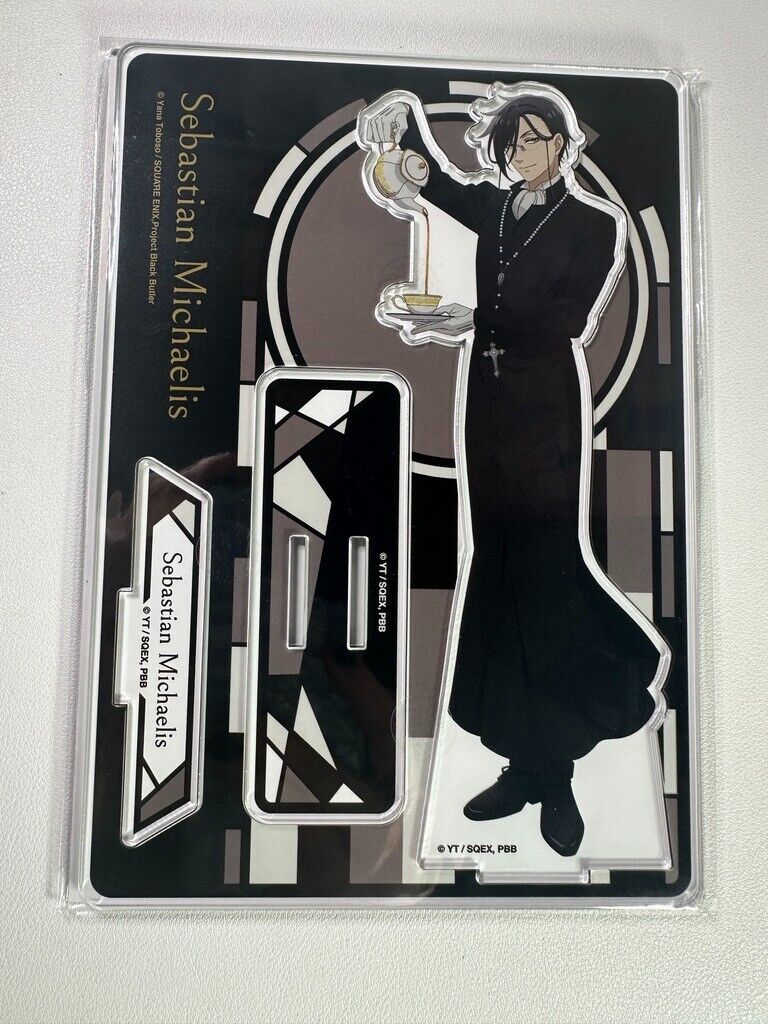 Sebastian Michaelis
© Yana Toboso / SQUARE ENIX,Project Black Butler
© YT / SQEX, PBB
Sebastian Michaelis
© YT / SQEX, PBB
© YT / SQEX, PBB